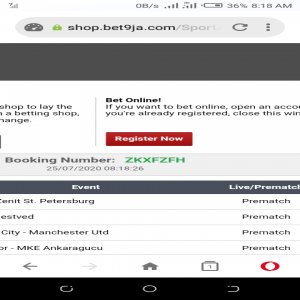 0B/s 36% 8:18 AM
shop.bet9ja.com/Sport
shop to lay the
a betting shop,
hange.
Bet Online!
If you want to bet online, open an accou
you're already registered, close this win
Register Now
Booking Number: ZKXFZFH
25/07/2020 08:18:26
Event Live/Prematch
Zenit St. Petersburg Prematch
estved Prematch
City - Manchester Utd Prematch
or - MKE Ankaragucu Prematch
1